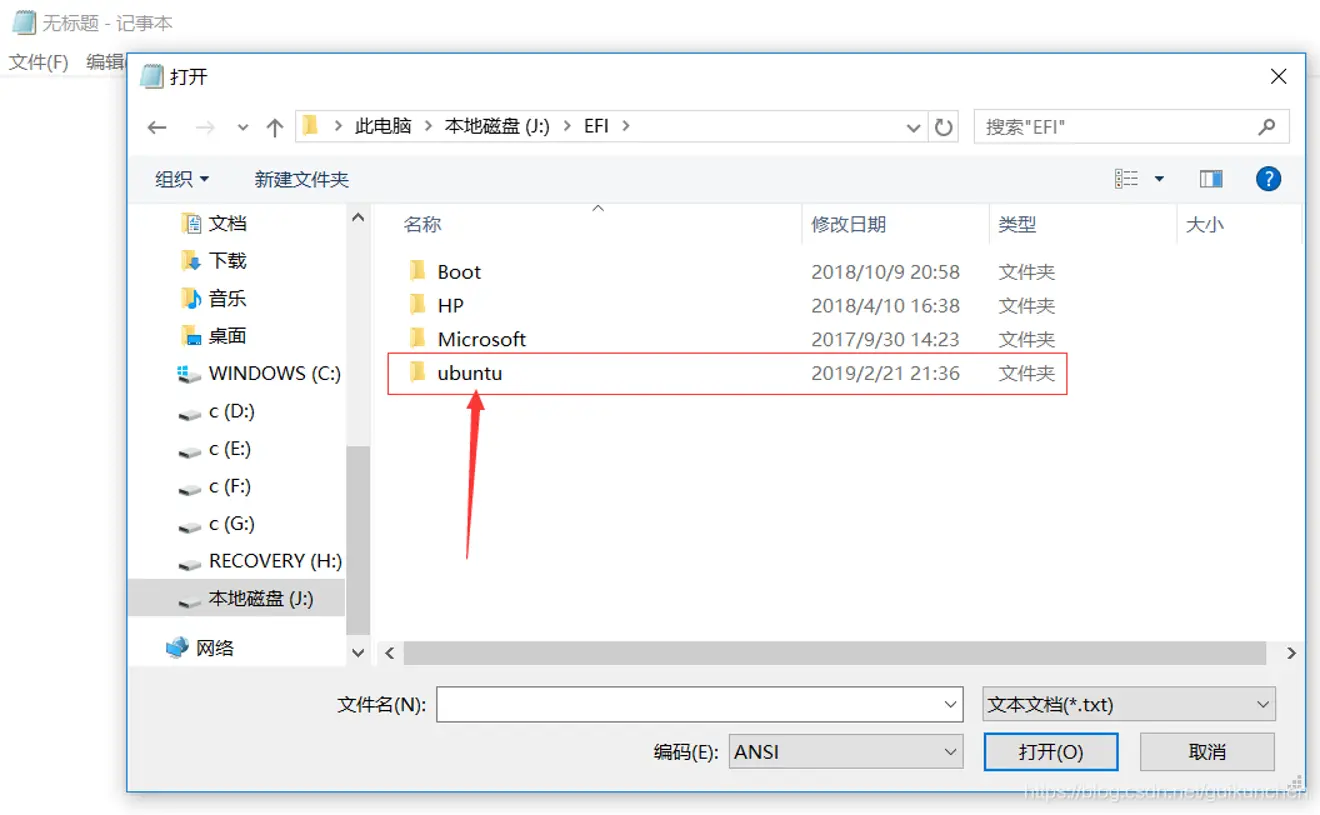 无标题 - 记事本
文件(F) 编辑(
打开
此电脑 本地磁盘 (J:) EFI
搜索"EFI"
组织 新建文件夹
名称 修改日期 类型 大小
文档
下载
音乐
桌面
WINDOWS (C:)
c (D:)
c (E:)
c (F:)
c (G:)
RECOVERY (H:)
本地磁盘 (J:)
网络
Boot 2018/10/9 20:58 文件夹
HP 2018/4/10 16:38 文件夹
Microsoft 2017/9/30 14:23 文件夹
ubuntu 2019/2/21 21:36 文件夹
文件名(N): 文本文档(*.txt)
编码(E): ANSI 打开(O) 取消